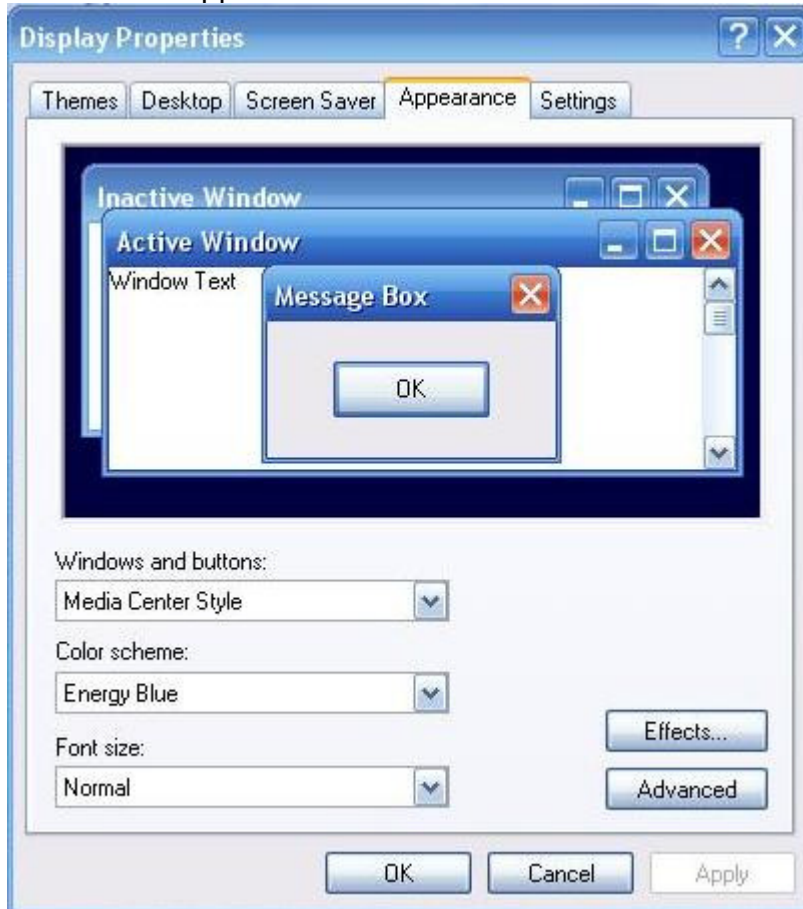 Display Properties
Themes Desktop Screen Saver Appearance Settings
Inactive Window
Active Window
Window Text
Message Box
OK
Windows and buttons:
Media Center Style
Color scheme:
Energy Blue
Effects...
Font size:
Normal
Advanced
OK Cancel Apply